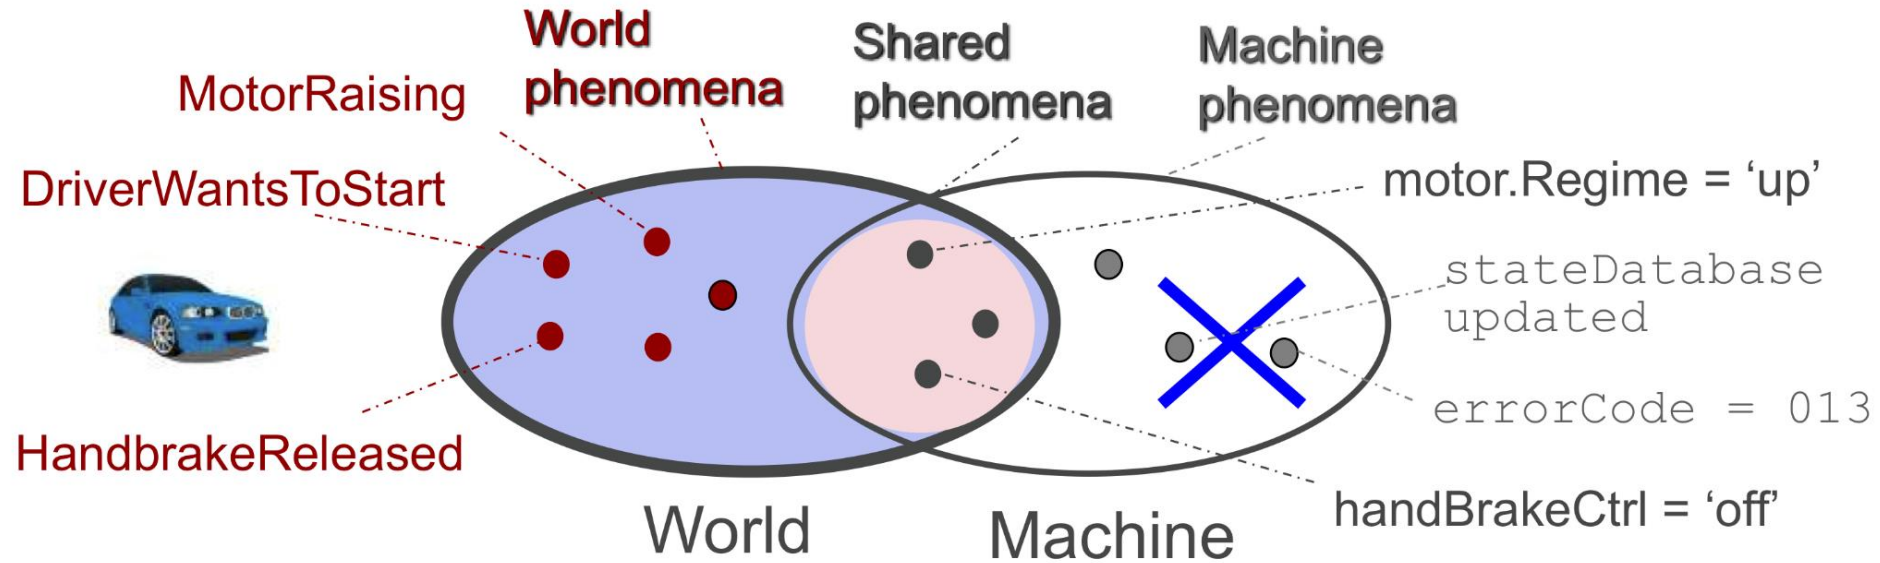 World
phenomena
Shared
phenomena
Machine
phenomena
MotorRaising
DriverWantsToStart
motor.Regime = ‘up’
stateDatabase
updated
errorCode = 013
HandbrakeReleased
handBrakeCtrl = ‘off’
World
Machine